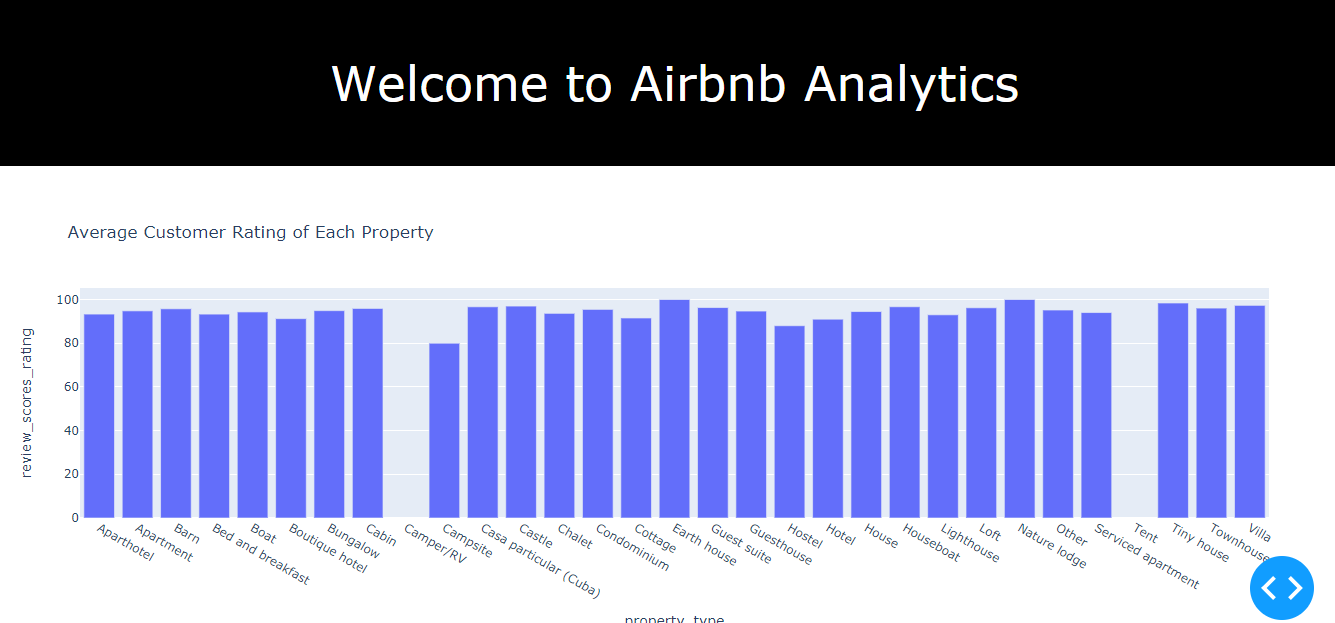 Welcome to Airbnb Analytics
Average Customer Rating of Each Property
review_scores_rating
100
80
60
40
20
0
Aparthotel
Apartment
Barn
Bed and breakfast
Boat
Boutique hotel
Bungalow
Cabin
Camper/RV
Campsite
Casa particular (Cuba)
Castle
Chalet
Condominium
Cottage
Earth house
Guest suite
Guesthouse
Hostel
Hotel
House
Houseboat
Lighthouse
Loft
Nature lodge
Other
Serviced apartment
Tent
Tiny house
Townhouse
Villa
property_type